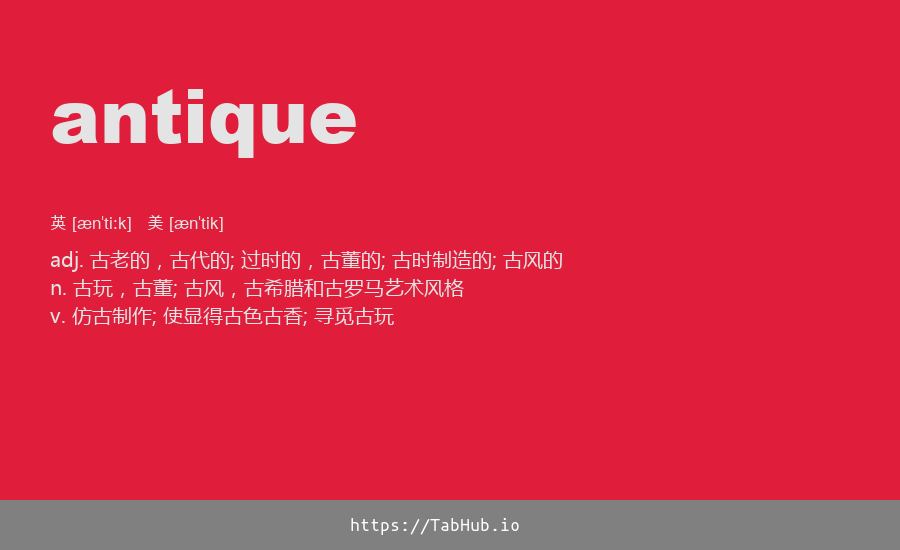 antique
英 [æn'ti:k] 美 [æn'tik]
adj. 古老的，古代的; 过时的，古董的; 古时制造的; 古风的
n. 古玩，古董; 古风，古希腊和古罗马艺术风格
v. 仿古制作; 使显得古色古香; 寻觅古玩
https://TabHub.io